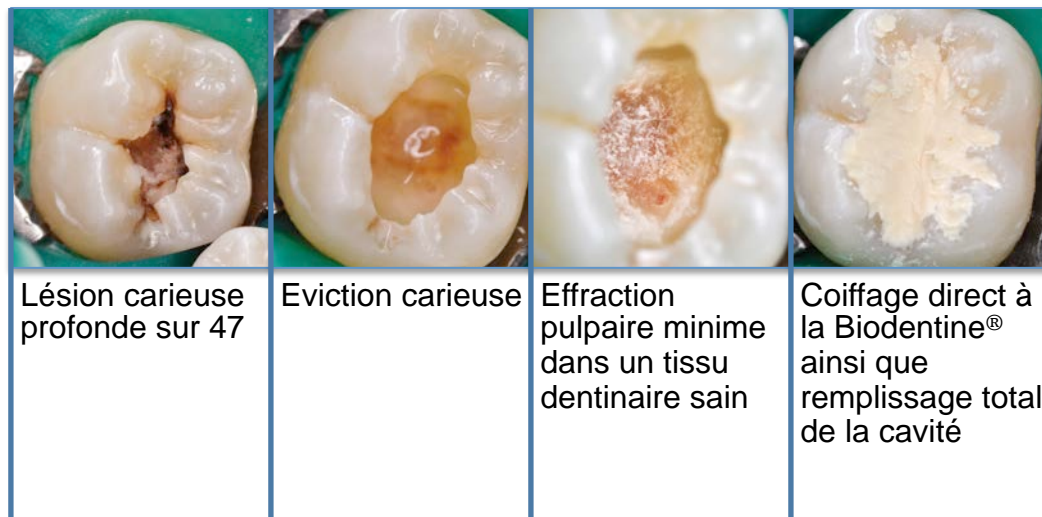 Lésion carieuse
profonde sur 47
Eviction carieuse
Effraction
pulpaire minime
dans un tissu
dentinaire sain
Coiffage direct à
la Biodentine®
ainsi que
remplissage total
de la cavité